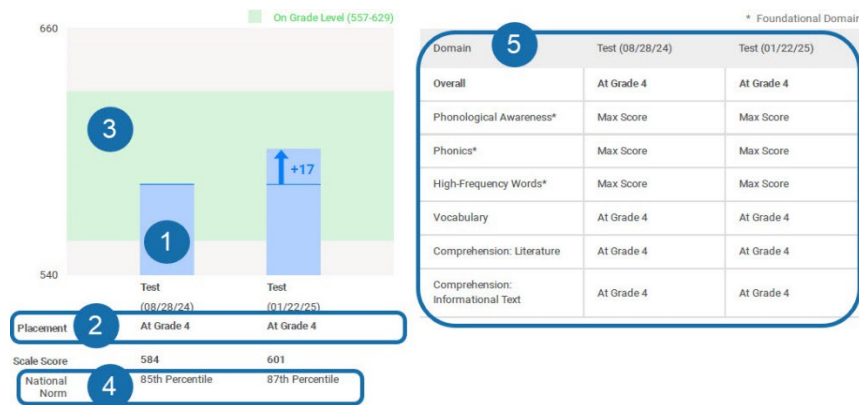 On Grade Level (557-629)
660
3
+17
1
540
Test Test
(08/28/24) (01/22/25)
Placement 2 At Grade 4 At Grade 4
Scale Score 584 601
National Norm 4 85th Percentile 87th Percentile
* Foundational Domain
Domain 5 Test (08/28/24) Test (01/22/25)
Overall At Grade 4 At Grade 4
Phonological Awareness* Max Score Max Score
Phonics* Max Score Max Score
High-Frequency Words* Max Score Max Score
Vocabulary At Grade 4 At Grade 4
Comprehension: Literature At Grade 4 At Grade 4
Comprehension:
Informational Text At Grade 4 At Grade 4